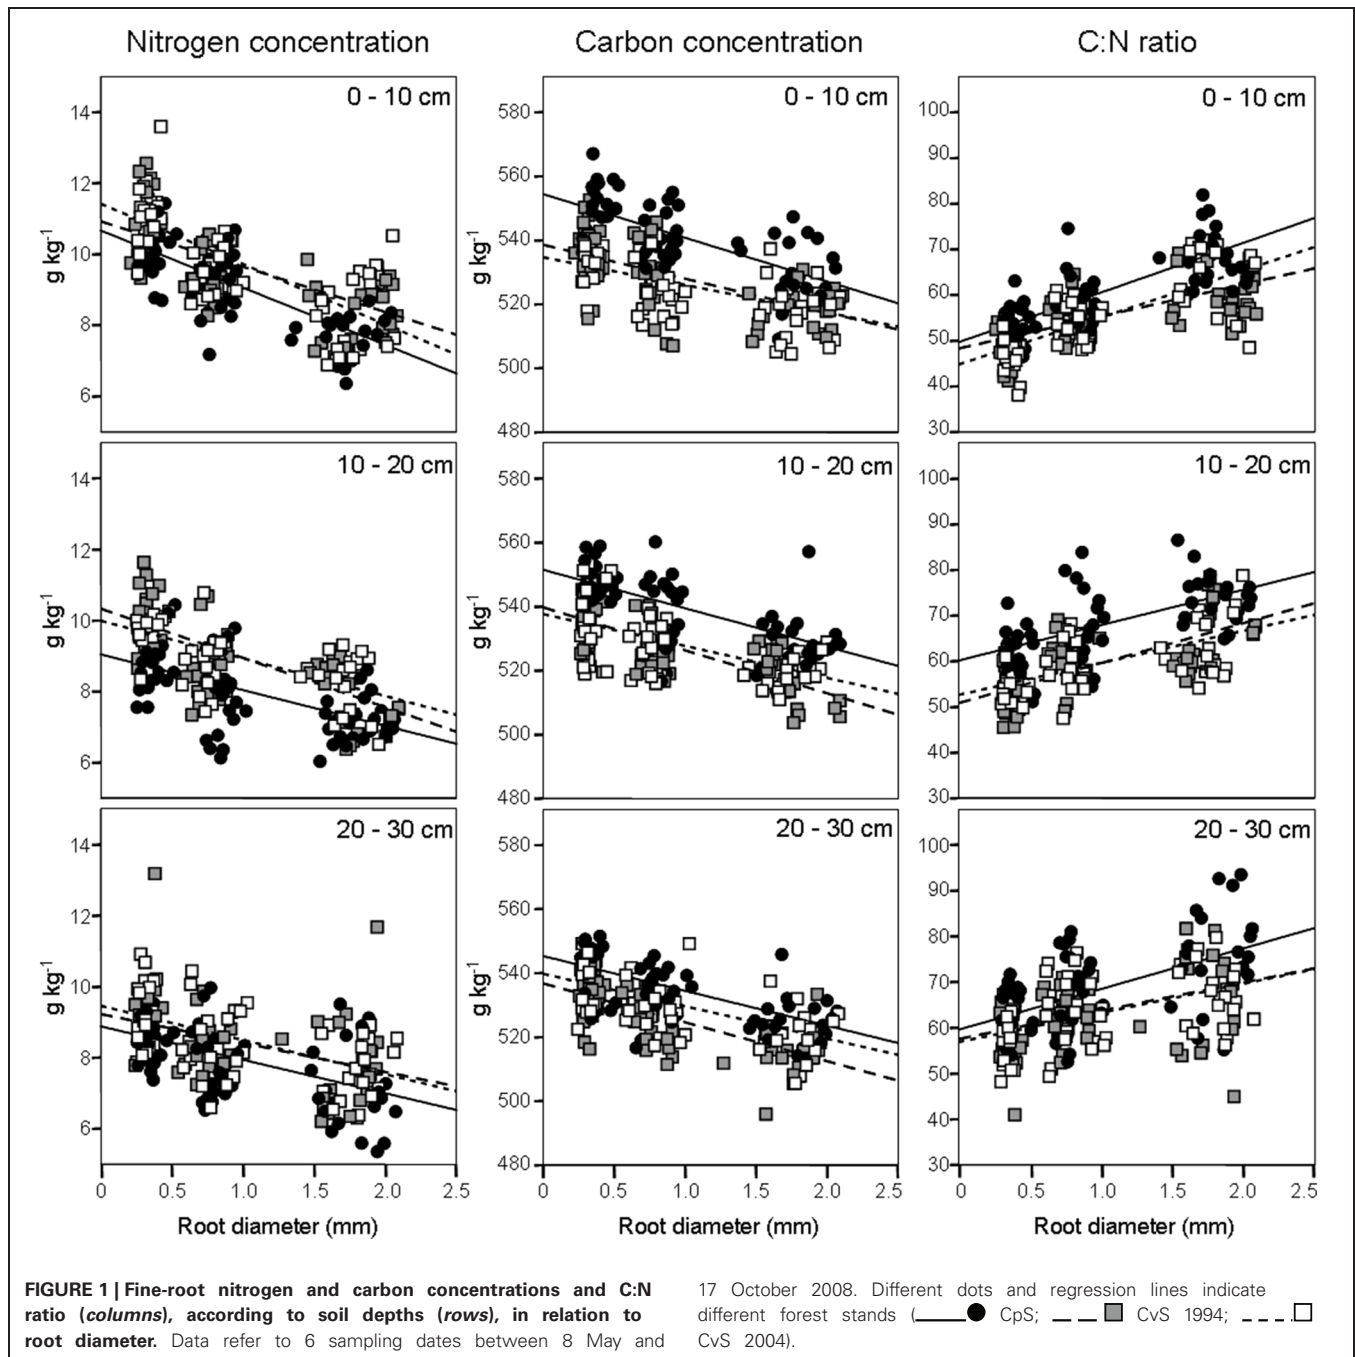 Nitrogen concentration
Carbon concentration
C:N ratio
0 - 10 cm
14
12
10
8
6
g kg⁻¹
0 - 10 cm
580
560
540
520
500
480
g kg⁻¹
0 - 10 cm
100
90
80
70
60
50
40
30
10 - 20 cm
14
12
10
8
6
g kg⁻¹
10 - 20 cm
580
560
540
520
500
480
g kg⁻¹
10 - 20 cm
100
90
80
70
60
50
40
30
20 - 30 cm
14
12
10
8
6
g kg⁻¹
0 0.5 1.0 1.5 2.0 2.5
Root diameter (mm)
20 - 30 cm
580
560
540
520
500
480
g kg⁻¹
0 0.5 1.0 1.5 2.0 2.5
Root diameter (mm)
20 - 30 cm
100
90
80
70
60
50
40
30
0 0.5 1.0 1.5 2.0 2.5
Root diameter (mm)
FIGURE 1 | Fine-root nitrogen and carbon concentrations and C:N
ratio (columns), according to soil depths (rows), in relation to
root diameter. Data refer to 6 sampling dates between 8 May and
17 October 2008. Different dots and regression lines indicate
different forest stands ( CpS; CvS 1994;
CvS 2004).